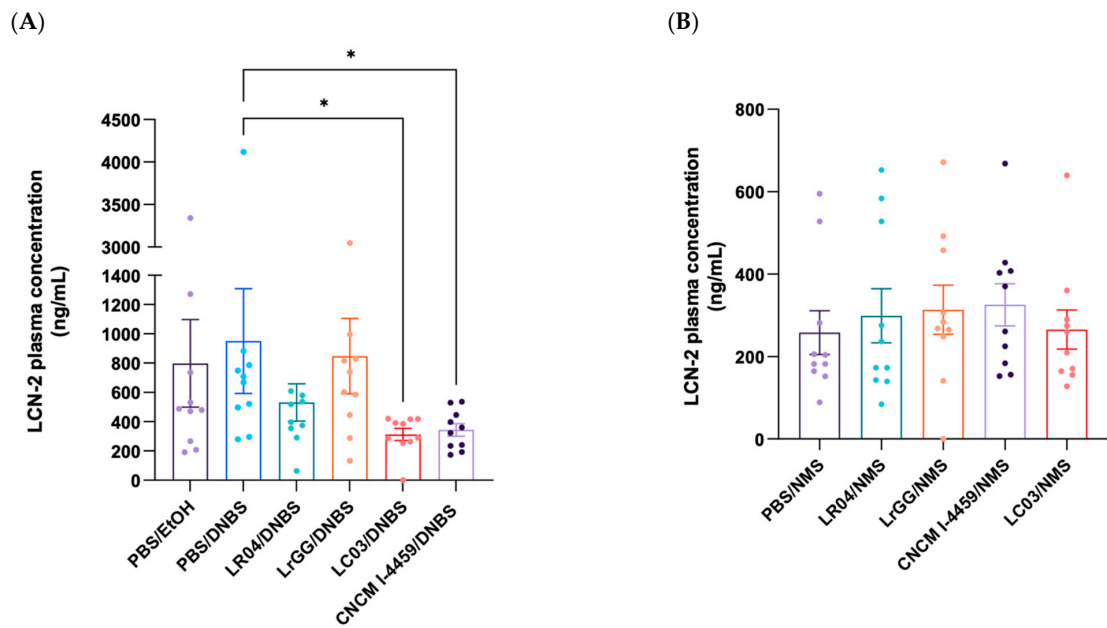 (A)
*
*
4500
4000
3500
3000
1400
1200
1000
800
600
400
200
0
LCN-2 plasma concentration
(ng/mL)
PBS/EtOH
PBS/DNBS
LR04/DNBS
LrGG/DNBS
LC03/DNBS
CNCM I-4459/DNBS
(B)
800
600
400
200
0
LCN-2 plasma concentration
(ng/mL)
PBS/NMS
LR04/NMS
LrGG/NMS
CNCM I-4459/NMS
LC03/NMS